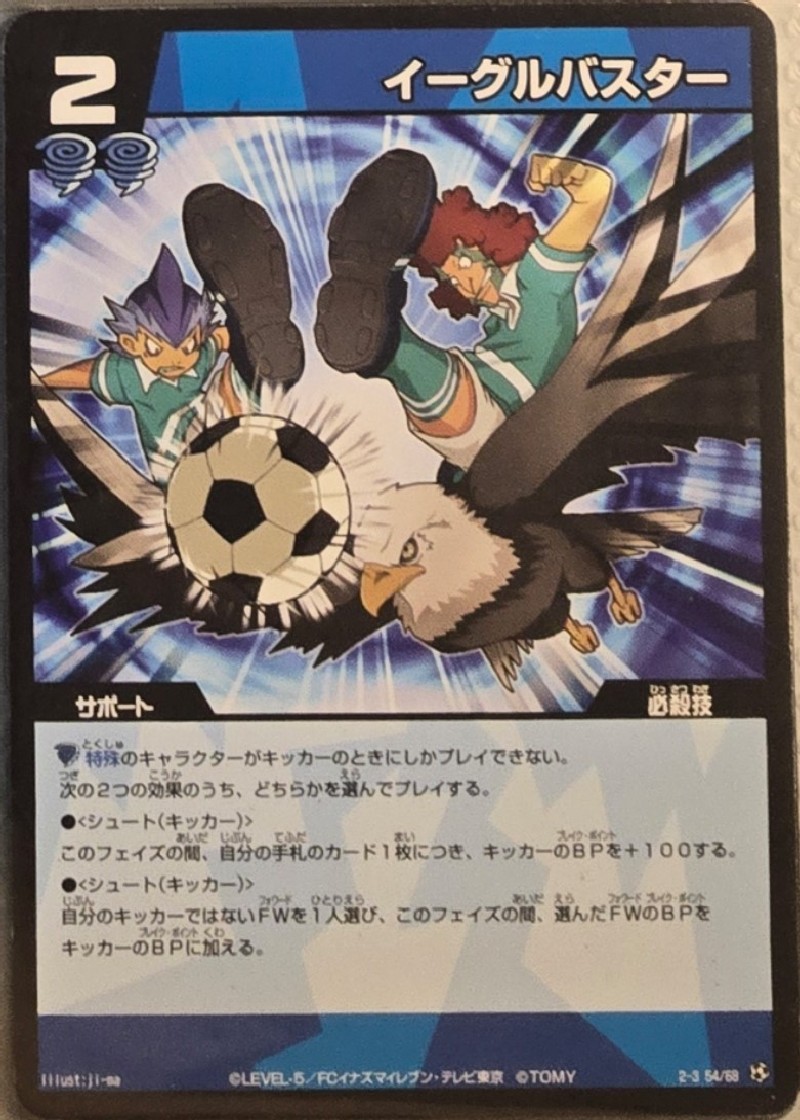 2
イーグルバスター
サポート
必殺技
特殊のキャラクターがキッカーのときにしかプレイできない。
次の2つの効果のうち、どちらかを選んでプレイする。
●<シュート(キッカー)>
このフェイズの間、自分の手札のカード1枚につき、キッカーのBPを+100する。
●<シュート(キッカー)>
自分のキッカーではないFWを1人選び、このフェイズの間、選んだFWのBPを
キッカーのBPに加える。
illust:ji-ma
©LEVEL-5/FCイナズマイレブン・テレビ東京 ©TOMY
2-3 54/68